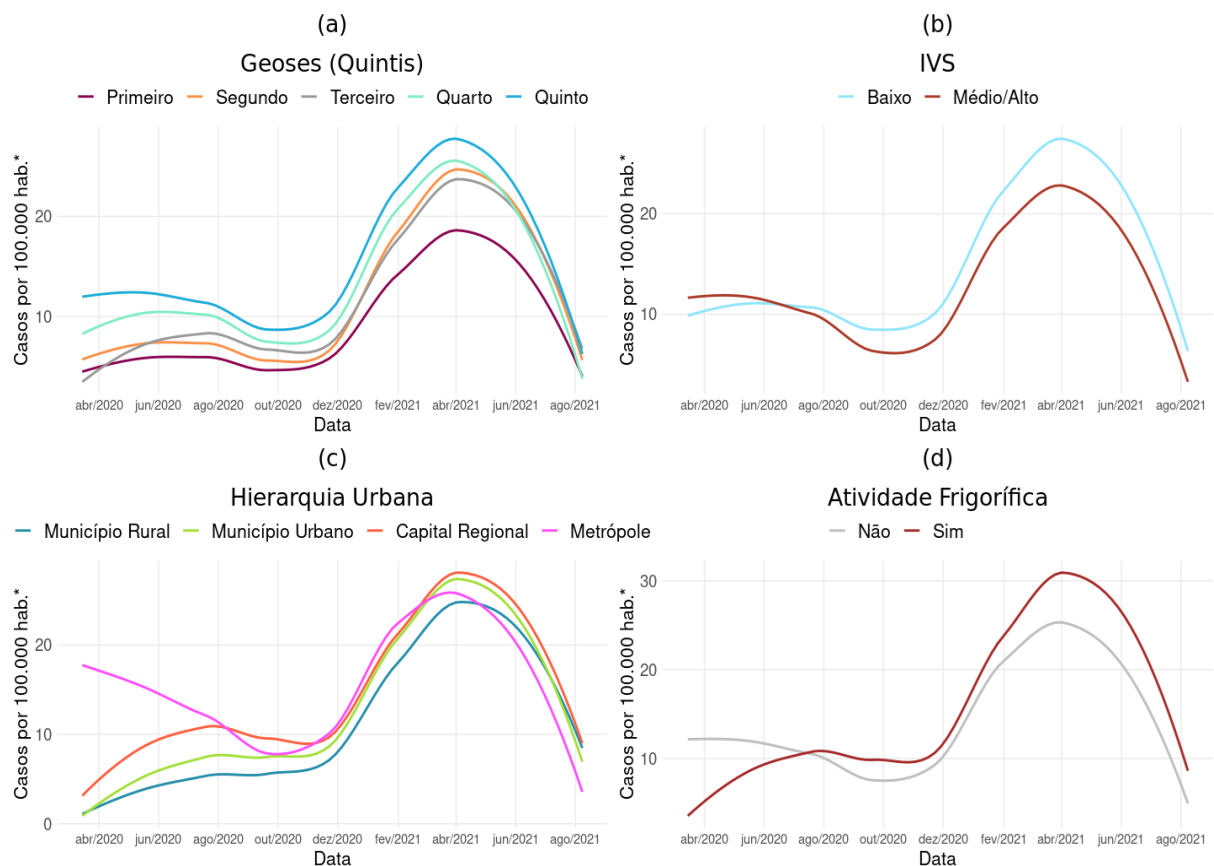 (a)
Geoses (Quintis)
Primeiro Segundo Terceiro Quarto Quinto
Casos por 100.000 hab.*
20
10
abr/2020 jun/2020 ago/2020 out/2020 dez/2020 fev/2021 abr/2021 jun/2021 ago/2021
Data
(b)
IVS
Baixo Médio/Alto
Casos por 100.000 hab.*
20
10
abr/2020 jun/2020 ago/2020 out/2020 dez/2020 fev/2021 abr/2021 jun/2021 ago/2021
Data
(c)
Hierarquia Urbana
Município Rural Município Urbano Capital Regional Metrópole
Casos por 100.000 hab.*
20
10
0
abr/2020 jun/2020 ago/2020 out/2020 dez/2020 fev/2021 abr/2021 jun/2021 ago/2021
Data
(d)
Atividade Frigorífica
Não Sim
Casos por 100.000 hab.*
30
20
10
abr/2020 jun/2020 ago/2020 out/2020 dez/2020 fev/2021 abr/2021 jun/2021 ago/2021
Data